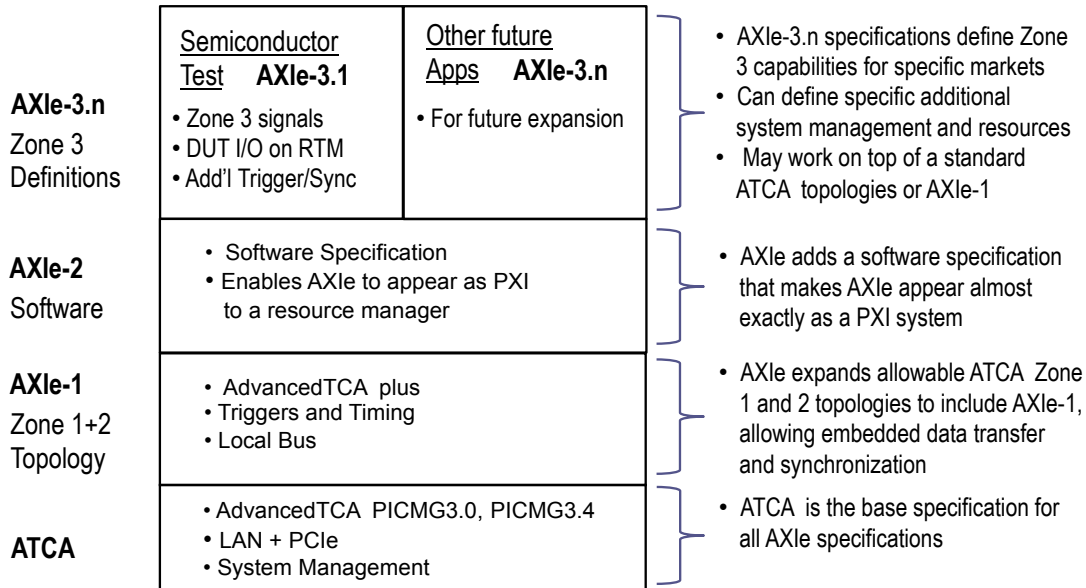 AXIe-3.n
Zone 3
Definitions
Semiconductor
Test AXIe-3.1
• Zone 3 signals
• DUT I/O on RTM
• Add'l Trigger/Sync
Other future
Apps AXIe-3.n
• For future expansion
• AXIe-3.n specifications define Zone
3 capabilities for specific markets
• Can define specific additional
system management and resources
• May work on top of a standard
ATCA topologies or AXIe-1
AXIe-2
Software
• Software Specification
• Enables AXIe to appear as PXI
to a resource manager
• AXIe adds a software specification
that makes AXIe appear almost
exactly as a PXI system
AXIe-1
Zone 1+2
Topology
• AdvancedTCA plus
• Triggers and Timing
• Local Bus
• AXIe expands allowable ATCA Zone
1 and 2 topologies to include AXIe-1,
allowing embedded data transfer
and synchronization
ATCA
• AdvancedTCA PICMG3.0, PICMG3.4
• LAN + PCIe
• System Management
• ATCA is the base specification for
all AXIe specifications